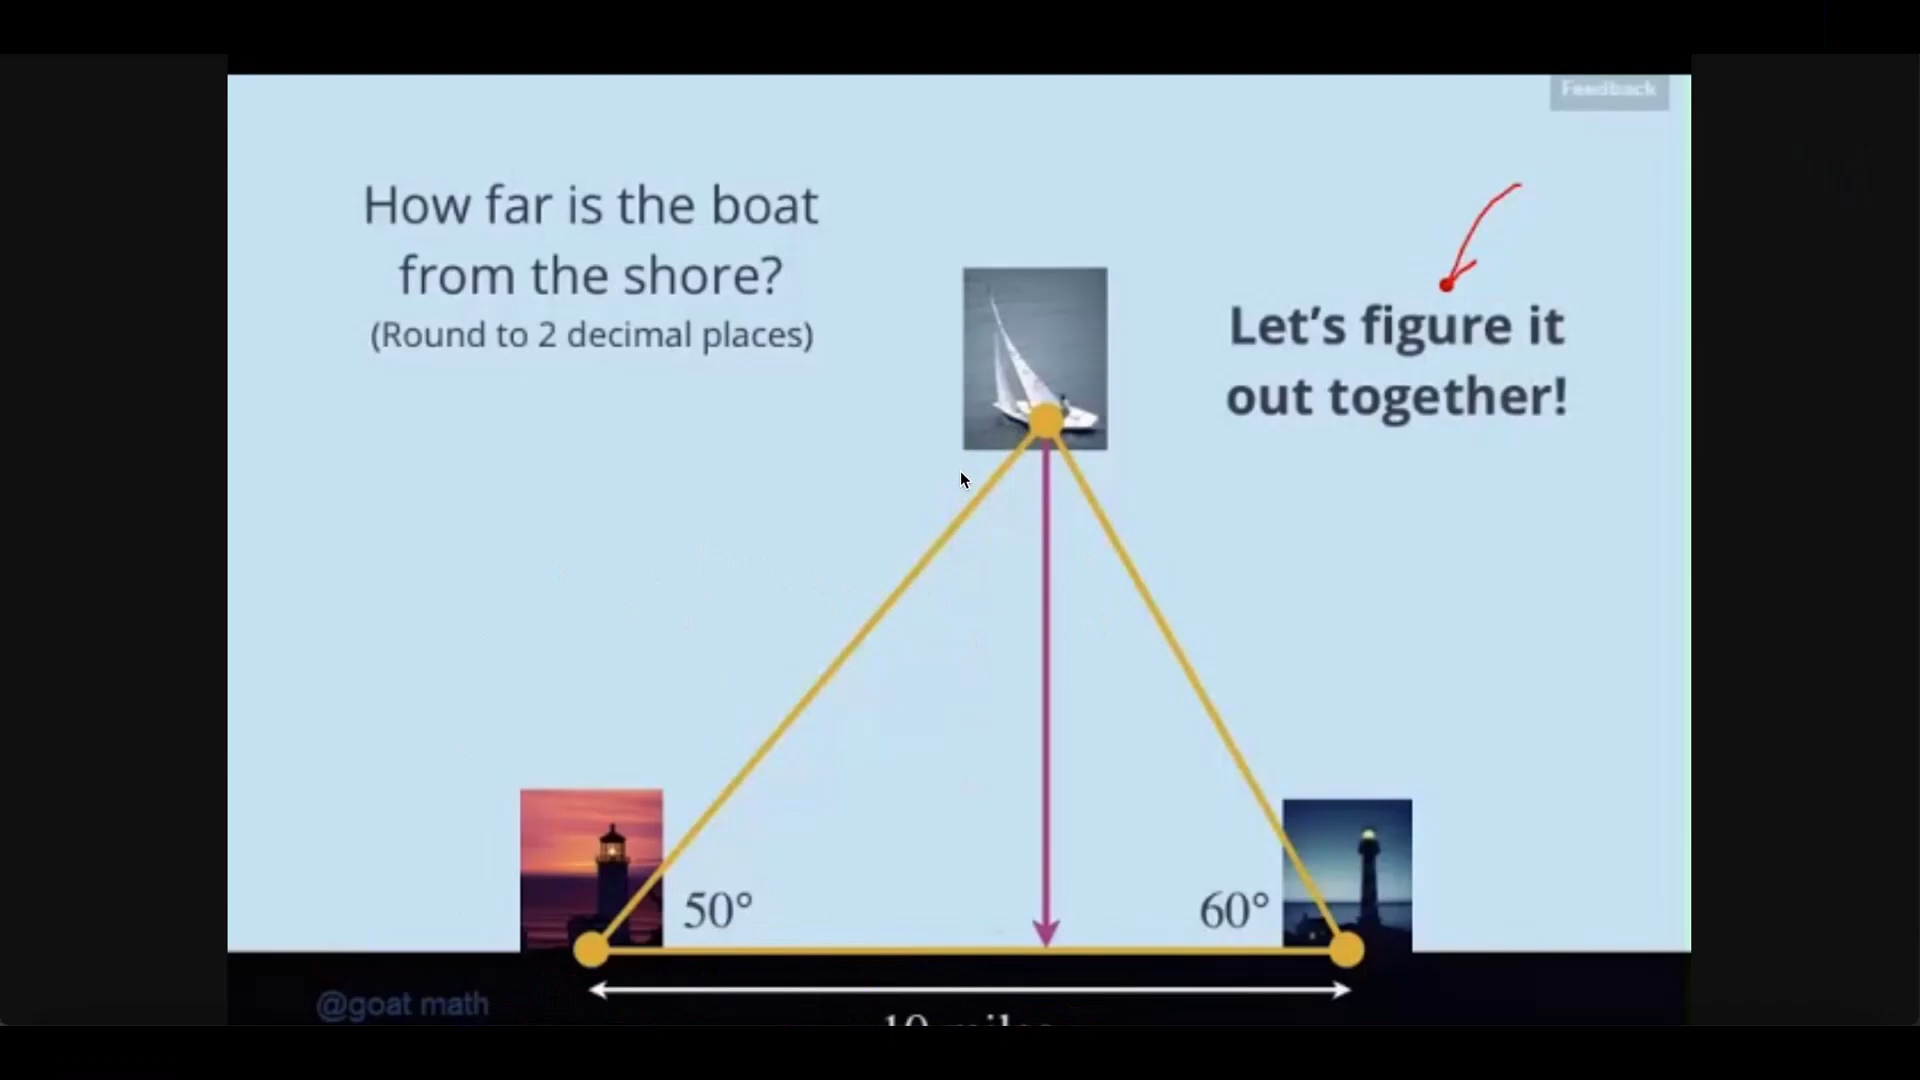 Feedback
How far is the boat
from the shore?
(Round to 2 decimal places)
Let's figure it
out together!
50°
60°
@goat math
10 miles